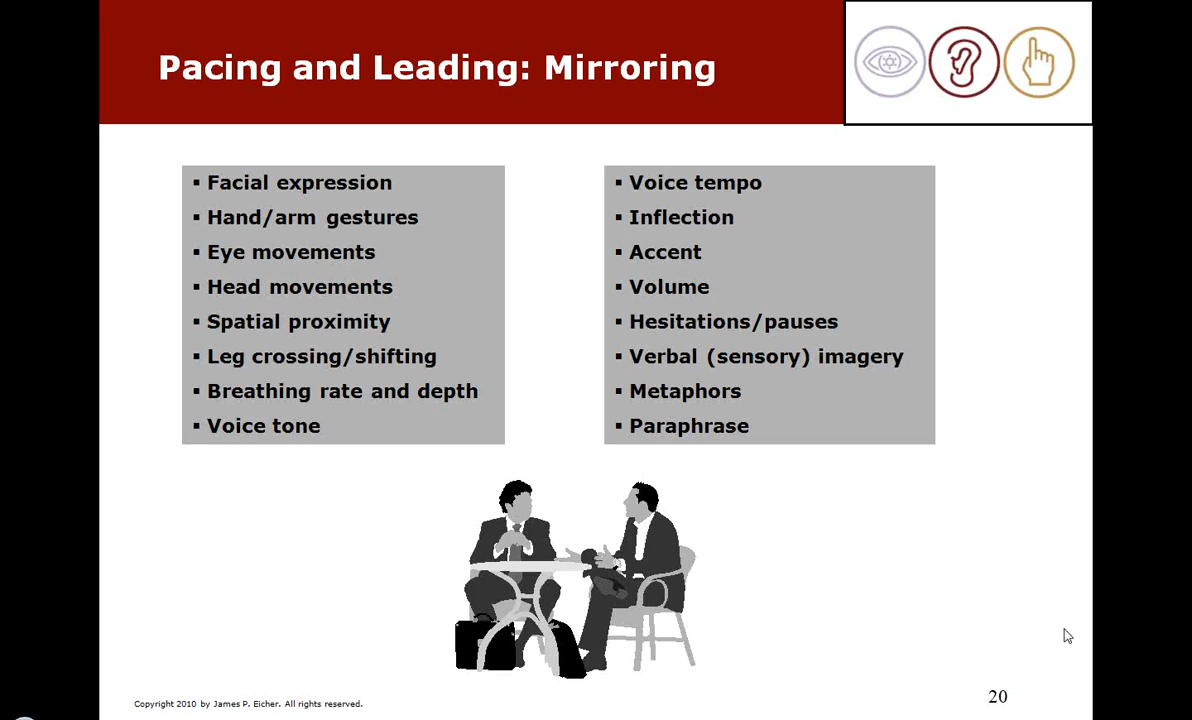 Pacing and Leading: Mirroring
▪ Facial expression
▪ Hand/arm gestures
▪ Eye movements
▪ Head movements
▪ Spatial proximity
▪ Leg crossing/shifting
▪ Breathing rate and depth
▪ Voice tone
▪ Voice tempo
▪ Inflection
▪ Accent
▪ Volume
▪ Hesitations/pauses
▪ Verbal (sensory) imagery
▪ Metaphors
▪ Paraphrase
Copyright 2010 by James P. Eicher. All rights reserved.
20